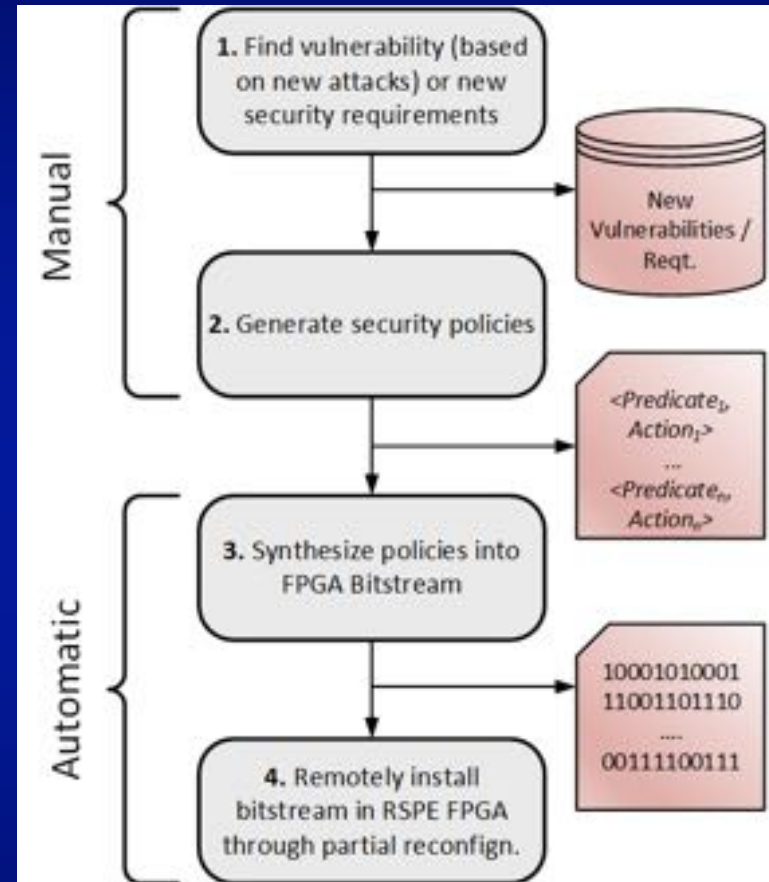 Manual
1. Find vulnerability (based
on new attacks) or new
security requirements
New
Vulnerabilities /
Reqt.
2. Generate security policies
<Predicate₁,
Action₁>
...
<Predicateₙ,
Actionₙ>
Automatic
3. Synthesize policies into
FPGA Bitstream
10001010001
11001101110
....
00111100111
4. Remotely install
bitstream in RSPE FPGA
through partial reconfign.